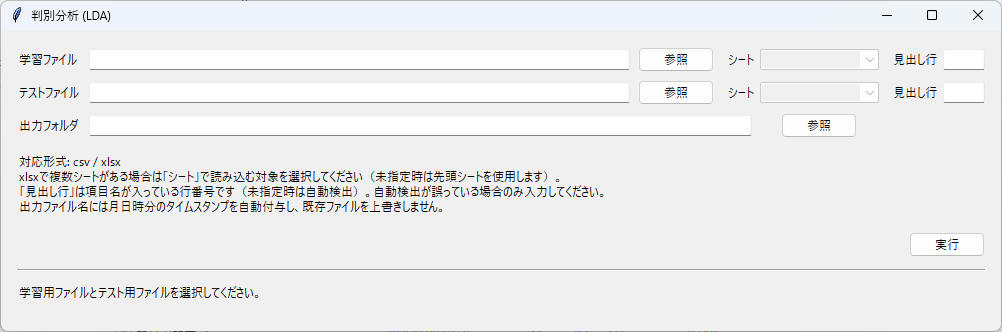 判別分析 (LDA)
学習ファイル 参照 シート 見出し行
テストファイル 参照 シート 見出し行
出力フォルダ 参照
対応形式: csv / xlsx
xlsxで複数シートがある場合は「シート」で読み込む対象を選択してください（未指定時は先頭シートを使用します）。
「見出し行」は項目名が入っている行番号です（未指定時は自動検出）。自動検出が誤っている場合のみ入力してください。
出力ファイル名には月日時分のタイムスタンプを自動付与し、既存ファイルを上書きしません。
実行
学習用ファイルとテスト用ファイルを選択してください。